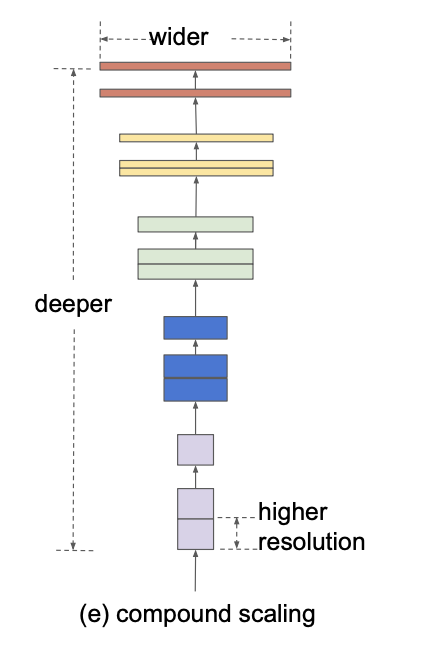 wider
deeper
higher
resolution
(e) compound scaling